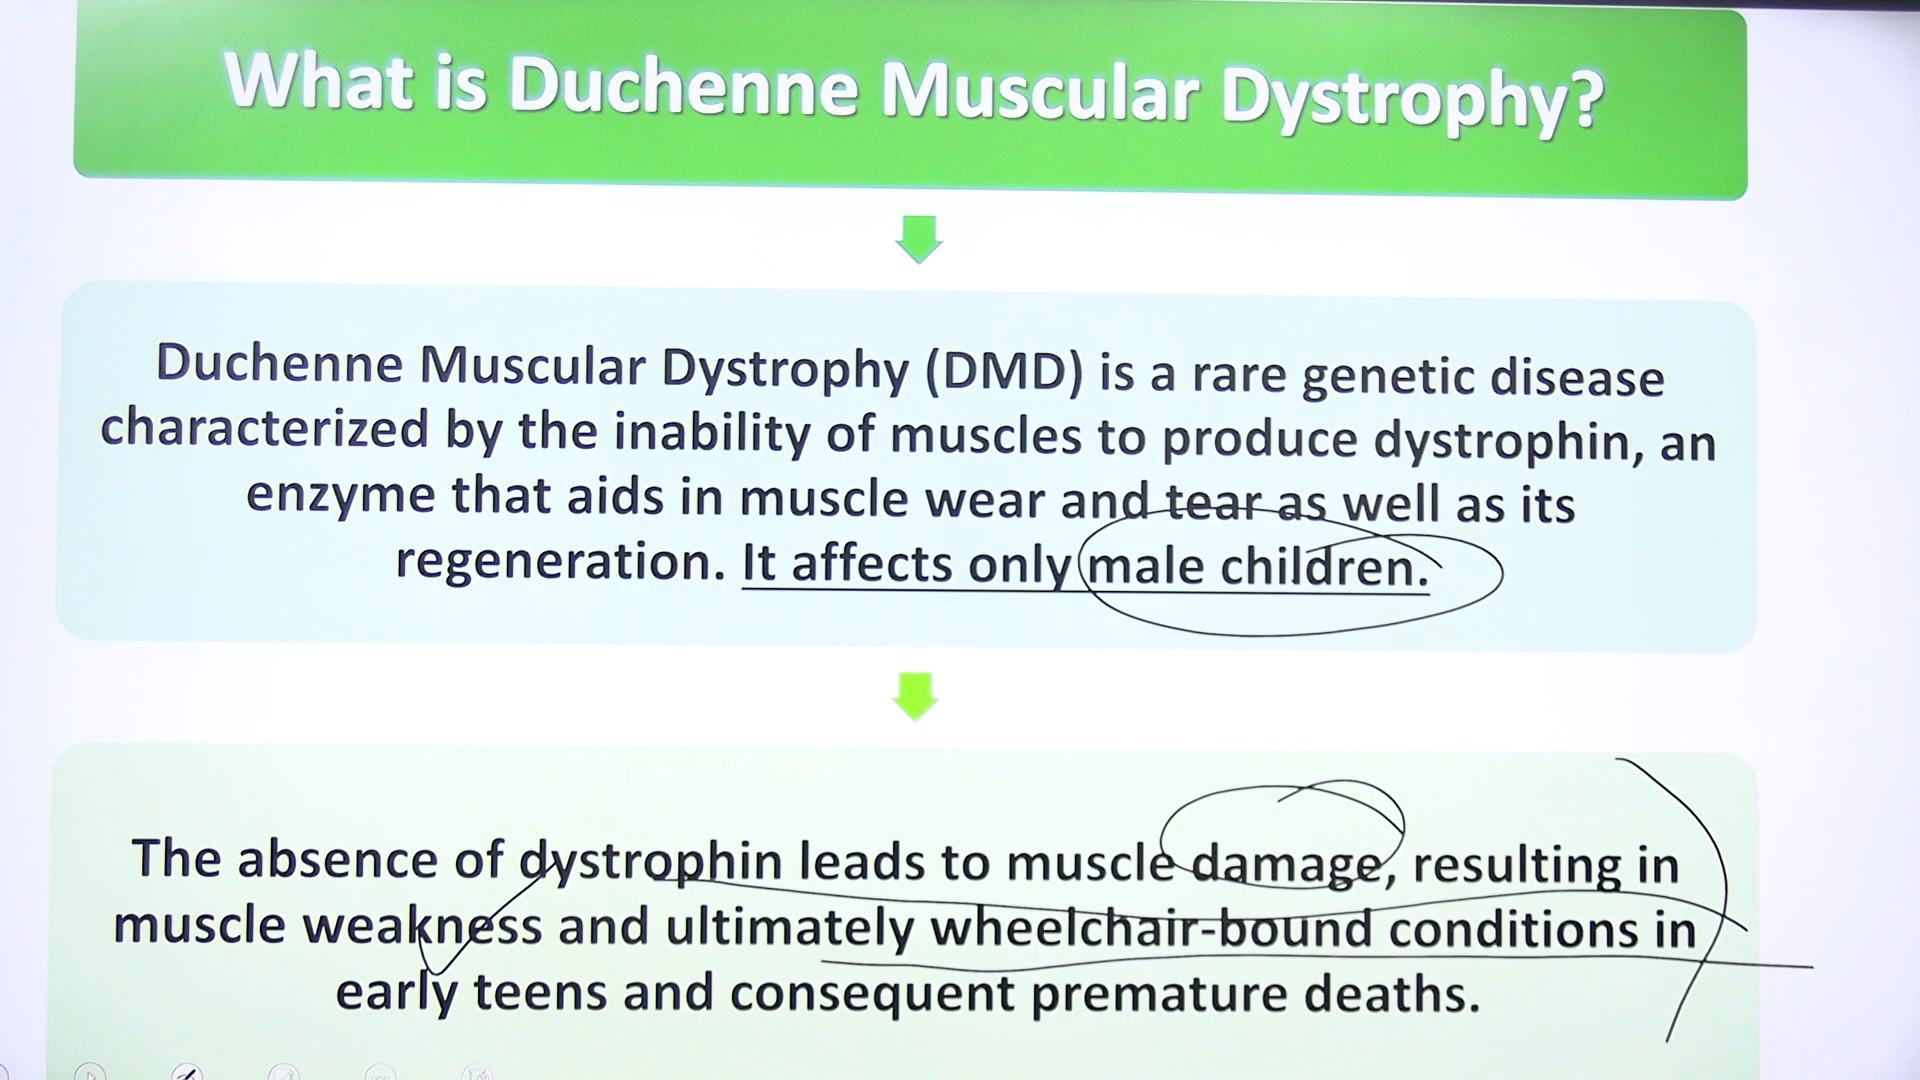 What is Duchenne Muscular Dystrophy?
Duchenne Muscular Dystrophy (DMD) is a rare genetic disease
characterized by the inability of muscles to produce dystrophin, an
enzyme that aids in muscle wear and tear as well as its
regeneration. It affects only male children.
The absence of dystrophin leads to muscle damage, resulting in
muscle weakness and ultimately wheelchair-bound conditions in
early teens and consequent premature deaths.